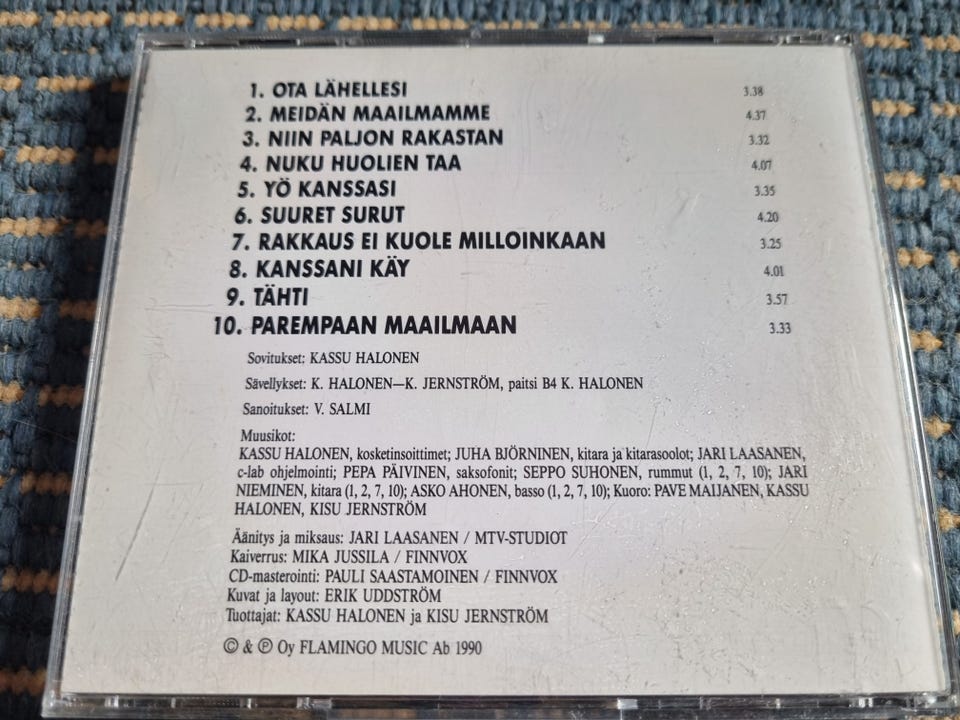 1. OTA LÄHELLESI 3.38
2. MEIDÄN MAAILMAMME 4.37
3. NIIN PALJON RAKASTAN 3.32
4. NUKU HUOLIEN TAA 4.07
5. YÖ KANSSASI 3.35
6. SUURET SURUT 4.20
7. RAKKAUS EI KUOLE MILLOINKAAN 3.25
8. KANSSANI KÄY 4.01
9. TÄHTI 3.57
10. PAREMPAAN MAAILMAAN 3.33
Sovitukset: KASSU HALONEN
Sävellykset: K. HALONEN—K. JERNSTRÖM, paitsi B4 K. HALONEN
Sanoitukset: V. SALMI
Muusikot:
KASSU HALONEN, kosketinsoittimet; JUHA BJÖRNINEN, kitara ja kitarasoolot; JARI LAASANEN,
c-lab ohjelmointi; PEPA PÄIVINEN, saksofonit; SEPPO SUHONEN, rummut (1, 2, 7, 10); JARI
NIEMINEN, kitara (1, 2, 7, 10); ASKO AHONEN, basso (1, 2, 7, 10); Kuoro: PAVE MAIJANEN, KASSU
HALONEN, KISU JERNSTRÖM
Äänitys ja miksaus: JARI LAASANEN / MTV-STUDIOT
Kaiverrus: MIKA JUSSILA / FINNVOX
CD-masterointi: PAULI SAASTAMOINEN / FINNVOX
Kuvat ja layout: ERIK UDDSTRÖM
Tuottajat: KASSU HALONEN ja KISU JERNSTRÖM
© & ℗ Oy FLAMINGO MUSIC Ab 1990